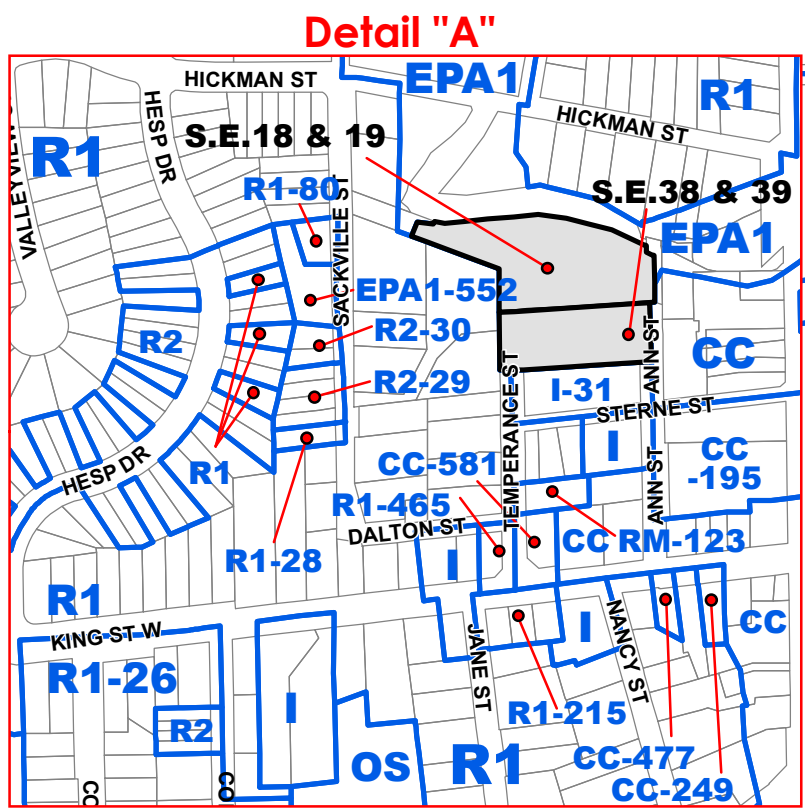 Detail "A"
HICKMAN ST
EPA1
R1
HICKMAN ST
HESP DR
S.E.18 & 19
R1
VALLEYVIEW
R1-80
SACKVILLE ST
S.E.38 & 39
EPA1
EPA1-552
R2
R2-30
CC
ANN ST
R2-29
I-31
STERNE ST
TEMPERANCE ST
I
CC
-195
HESP DR
R1
CC-581
R1-465
ANN ST
DALTON ST
CC
RM-123
R1-28
I
R1
KING ST W
JANE ST
I
NANCY ST
CC
R1-26
R2
I
R1-215
OS
R1
CC-477
CC-249
CO
CO